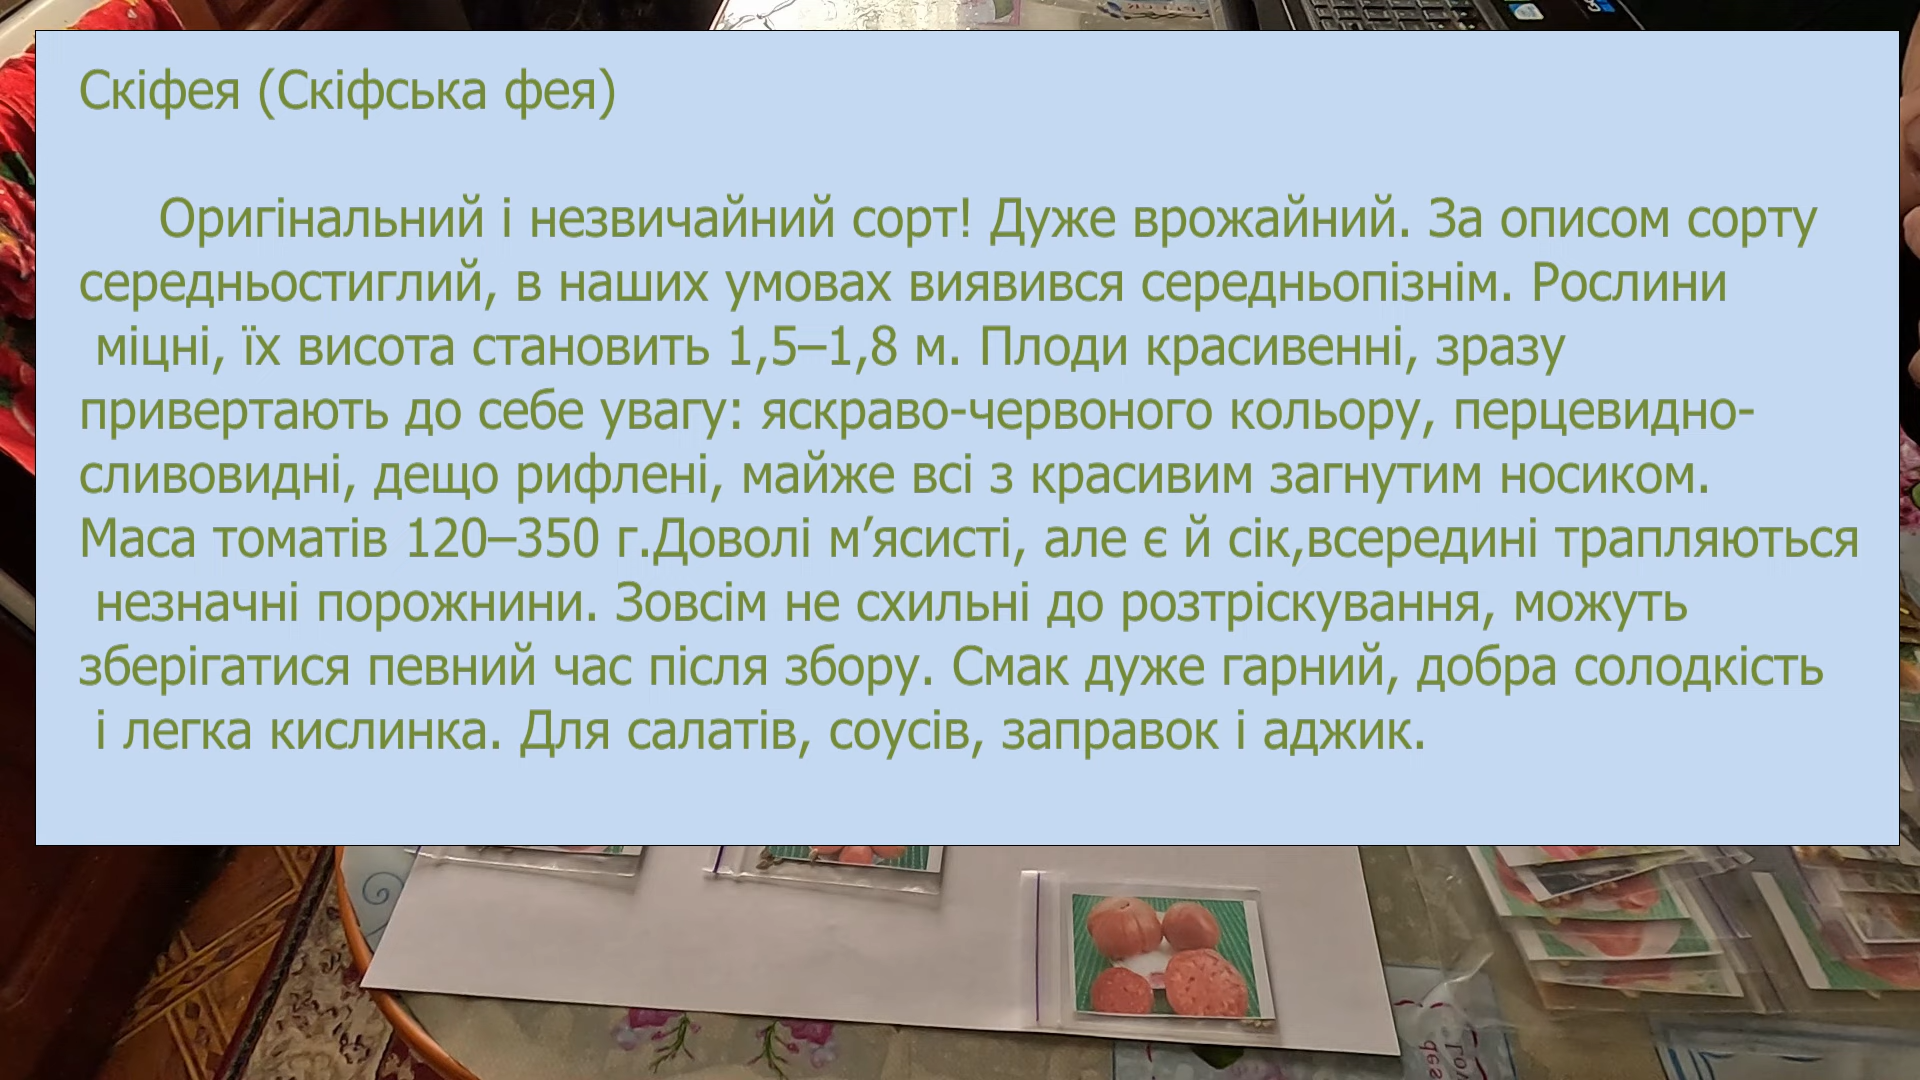 Скіфея (Скіфська фея)
Оригінальний і незвичайний сорт! Дуже врожайний. За описом сорту
середньостиглий, в наших умовах виявився середньопізнім. Рослини
міцні, їх висота становить 1,5–1,8 м. Плоди красивенні, зразу
привертають до себе увагу: яскраво-червоного кольору, перцевидно-
сливовидні, дещо рифлені, майже всі з красивим загнутим носиком.
Маса томатів 120–350 г.Доволі м’ясисті, але є й сік,всередині трапляються
незначні порожнини. Зовсім не схильні до розтріскування, можуть
зберігатися певний час після збору. Смак дуже гарний, добра солодкість
і легка кислинка. Для салатів, соусів, заправок і аджик.